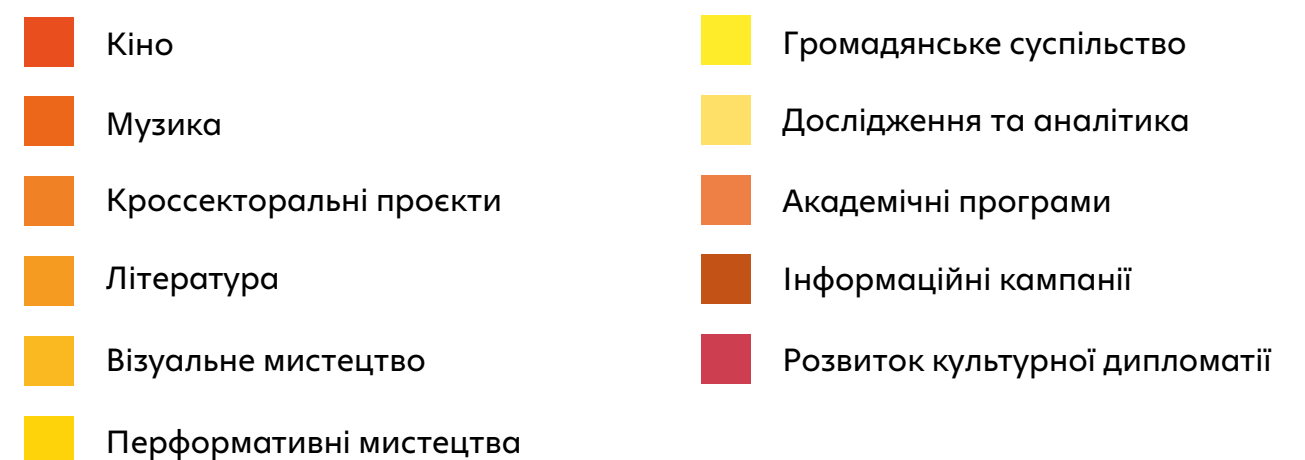 Кіно
Музика
Кроссекторальні проєкти
Література
Візуальне мистецтво
Перформативні мистецтва
Громадянське суспільство
Дослідження та аналітика
Академічні програми
Інформаційні кампанії
Розвиток культурної дипломатії